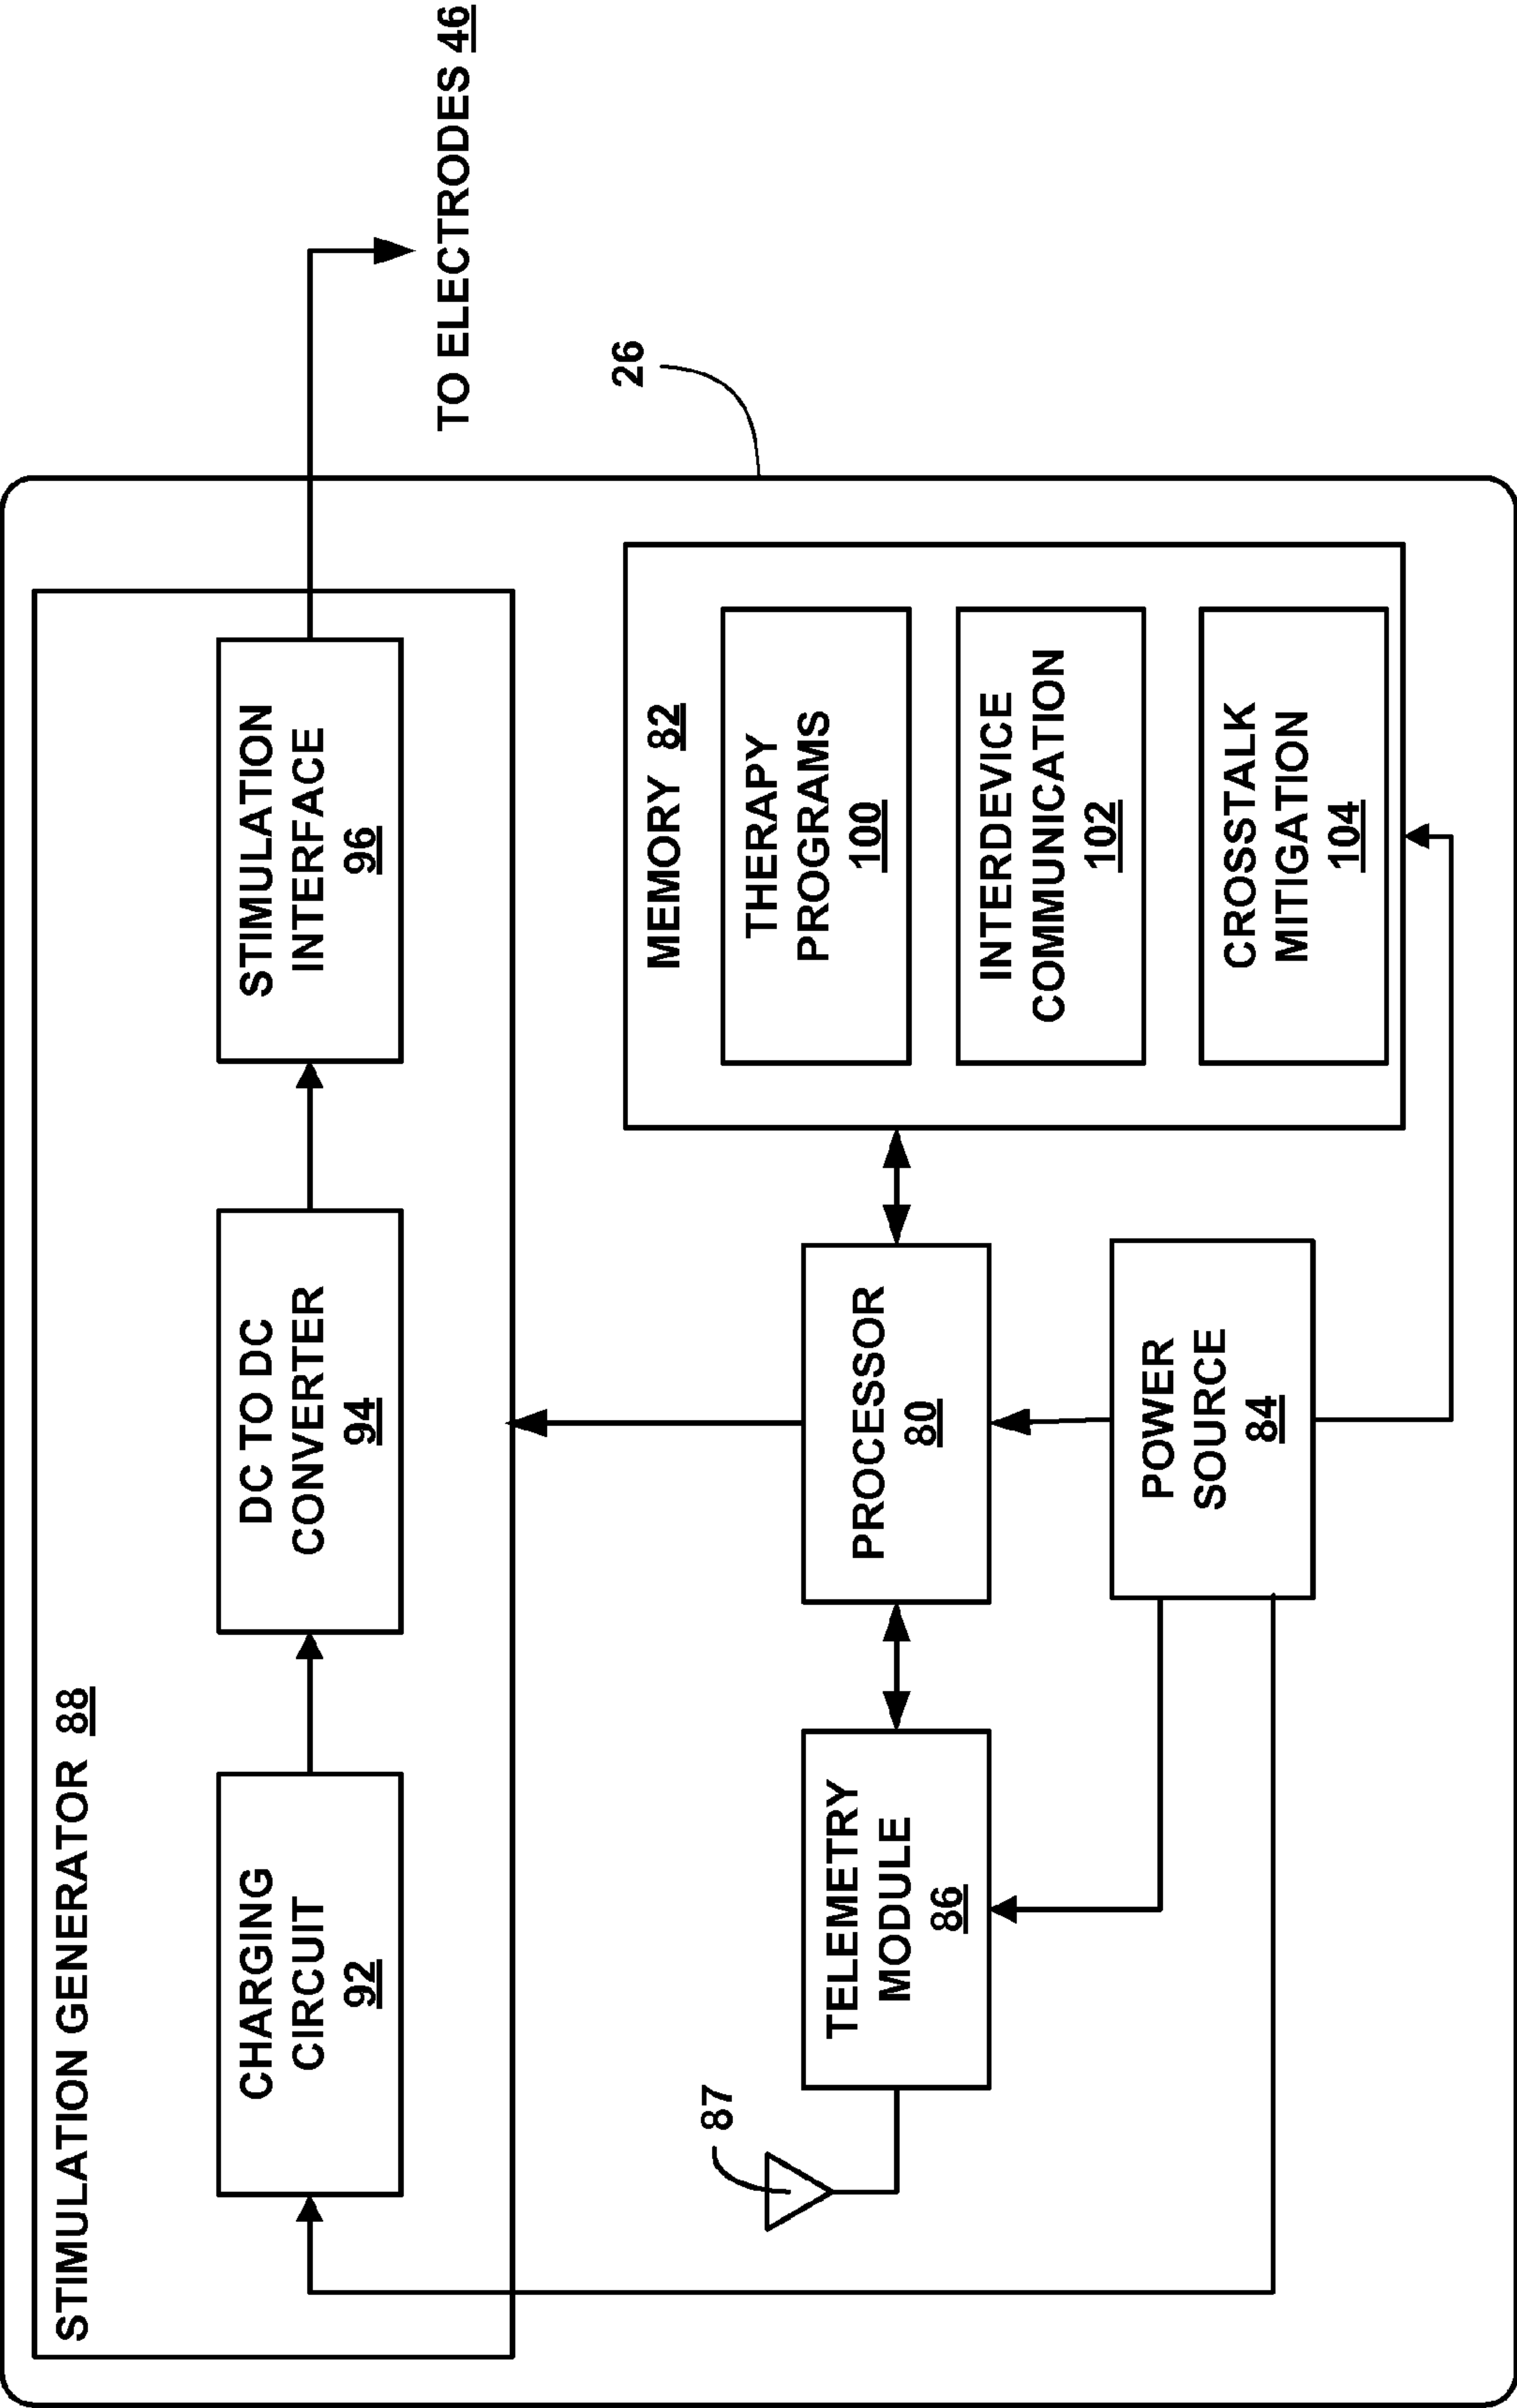 STIMULATION GENERATOR 88
CHARGING
CIRCUIT
92
DC TO DC
CONVERTER
94
STIMULATION
INTERFACE
96
TO ELECTRODES 46
26
87
TELEMETRY
MODULE
86
PROCESSOR
80
POWER
SOURCE
84
MEMORY 82
THERAPY
PROGRAMS
100
INTERDEVICE
COMMUNICATION
102
CROSSTALK
MITIGATION
104